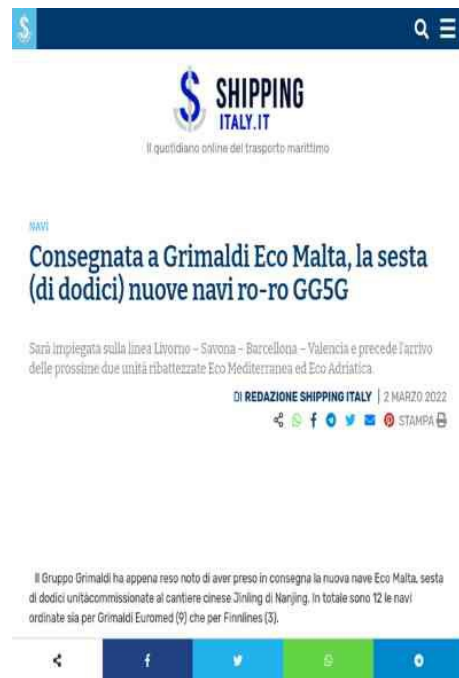 SHIPPING
ITALY.IT
Il quotidiano online del trasporto marittimo
NAVI
Consegnata a Grimaldi Eco Malta, la sesta
(di dodici) nuove navi ro-ro GG5G
Sarà impiegata sulla linea Livorno – Savona – Barcellona – Valencia e precede l'arrivo
delle prossime due unità ribattezzate Eco Mediterranea ed Eco Adriatica.
DI REDAZIONE SHIPPING ITALY | 2 MARZO 2022
STAMPA
Il Gruppo Grimaldi ha appena reso noto di aver preso in consegna la nuova nave Eco Malta, sesta
di dodici unitàcommissionate al cantiere cinese Jinling di Nanjing. In totale sono 12 le navi
ordinate sia per Grimaldi Euromed (9) che per Finnlines (3).